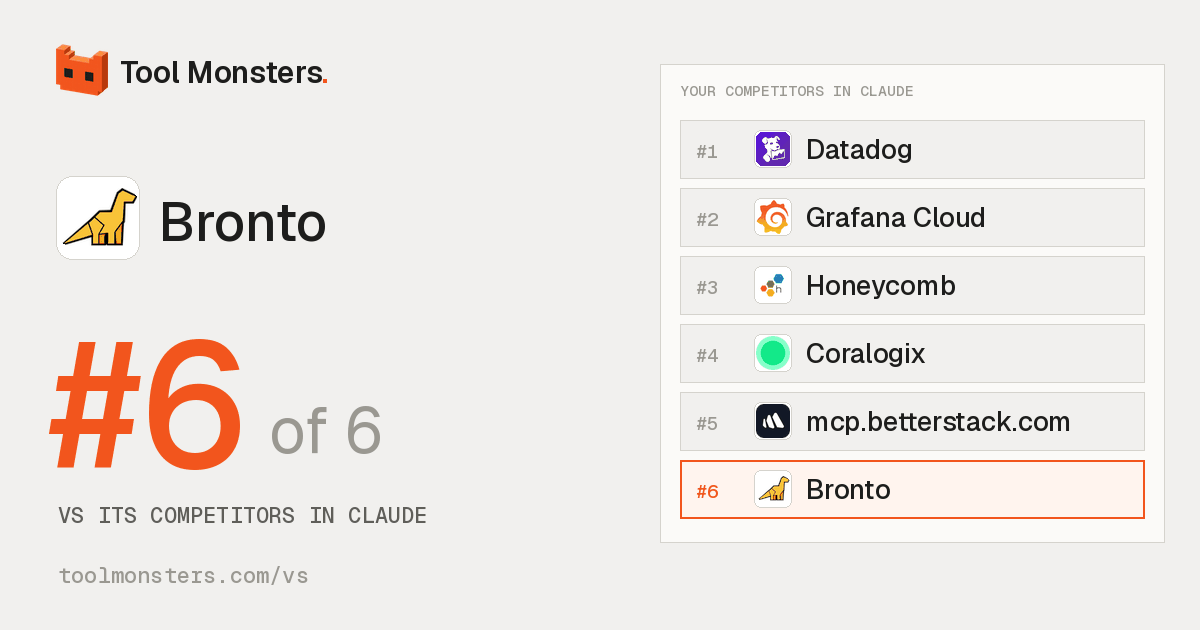 Tool Monsters.
Bronto
#6 of 6
VS ITS COMPETITORS IN CLAUDE
toolmonsters.com/vs
YOUR COMPETITORS IN CLAUDE
#1 Datadog
#2 Grafana Cloud
#3 h Honeycomb
#4 Coralogix
#5 mcp.betterstack.com
#6 Bronto